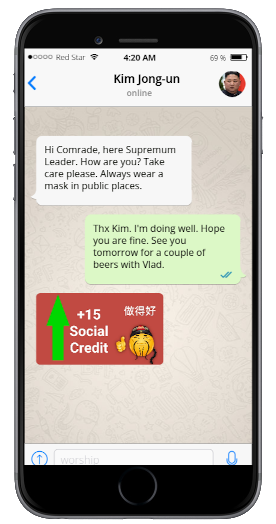 Red Star 4:20 AM 69 %
Kim Jong-un
online
Hi Comrade, here Supremum
Leader. How are you? Take
care please. Always wear a
mask in public places.
Thx Kim. I'm doing well. Hope
you are fine. See you
tomorrow for a couple of
beers with Vlad.
做得好
+15
Social
Credit
worship